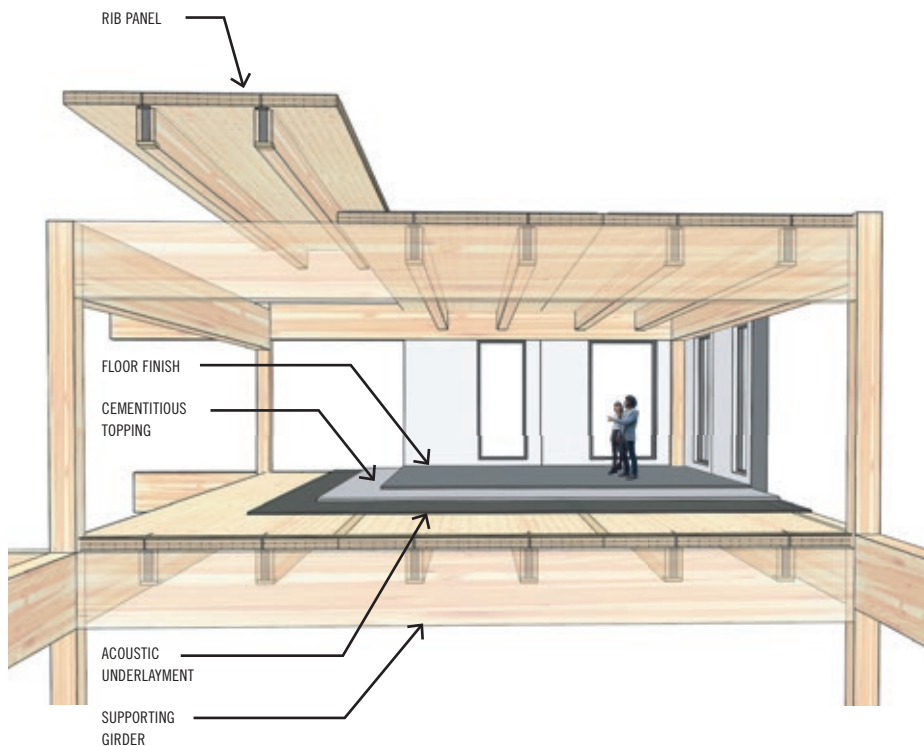 RIB PANEL
FLOOR FINISH
CEMENTITIOUS
TOPPING
ACOUSTIC
UNDERLAYMENT
SUPPORTING
GIRDER